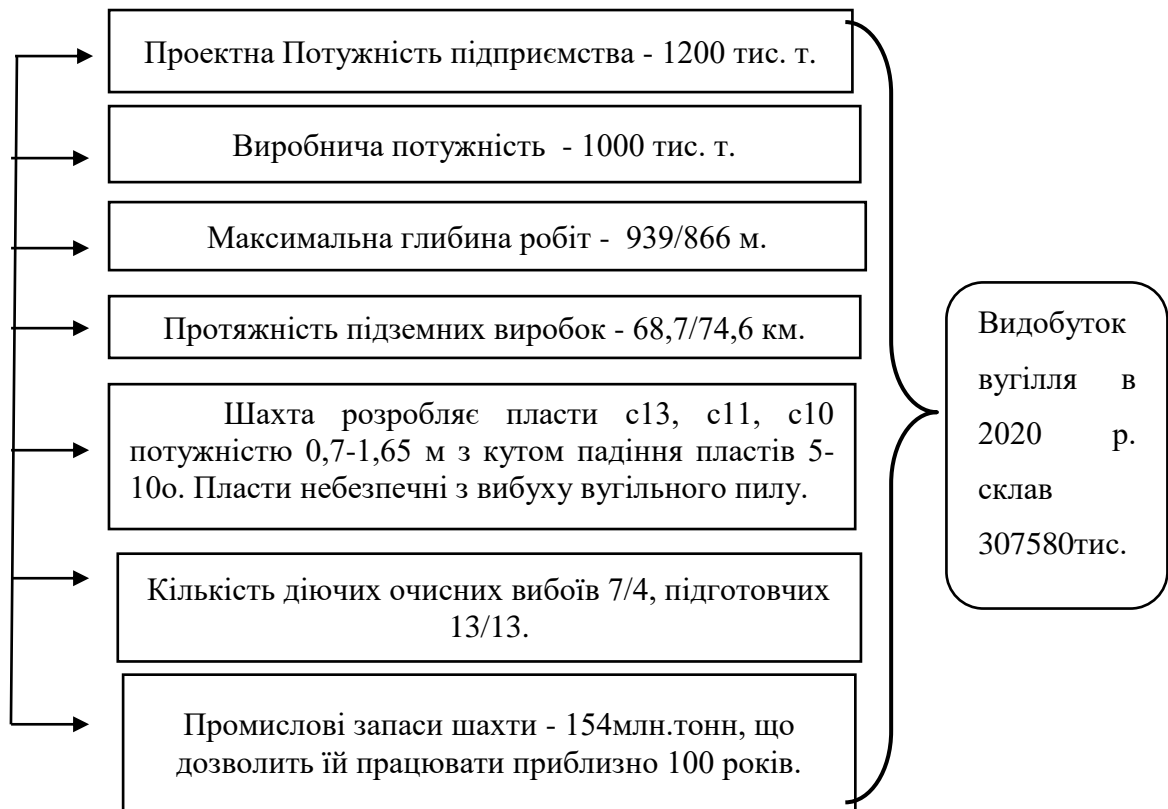 Проектна Потужність підприємства - 1200 тис. т.
Виробнича потужність - 1000 тис. т.
Максимальна глибина робіт - 939/866 м.
Протяжність підземних виробок - 68,7/74,6 км.
Шахта розробляє пласти с13, с11, с10
потужністю 0,7-1,65 м з кутом падіння пластів 5-
10о. Пласти небезпечні з вибуху вугільного пилу.
Кількість діючих очисних вибоїв 7/4, підготовчих
13/13.
Промислові запаси шахти - 154млн.тонн, що
дозволить їй працювати приблизно 100 років.
Видобуток
вугілля в
2020 р.
склав
307580тис.